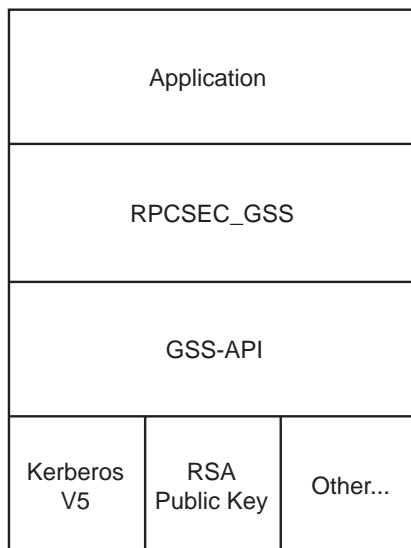 Application
RPCSEC_GSS
GSS-API
Kerberos
V5
RSA
Public Key
Other...